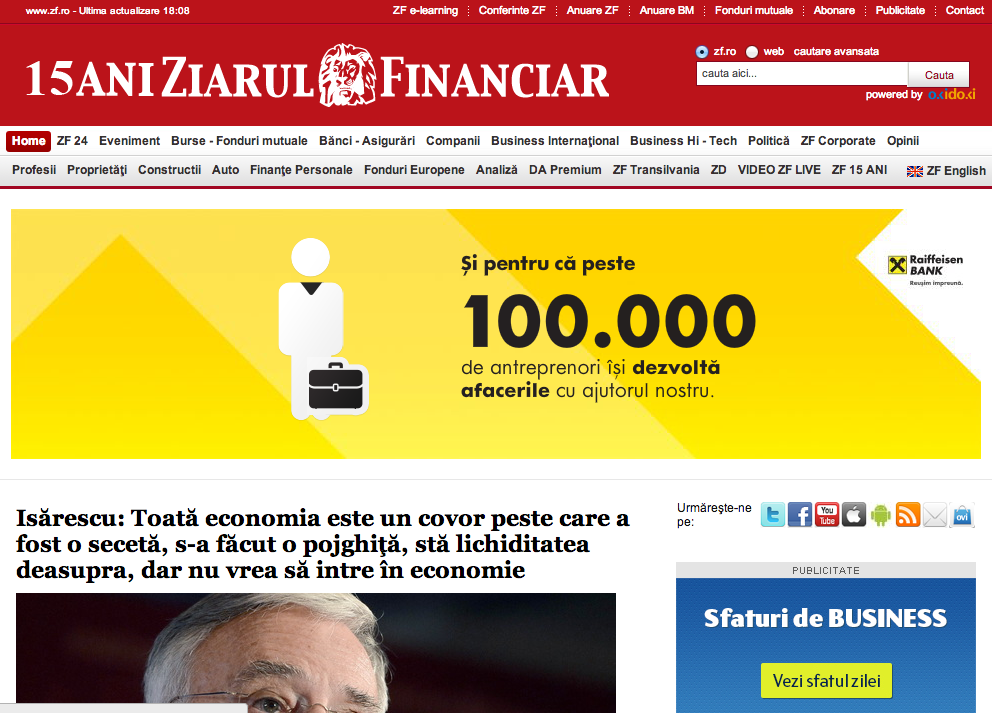 www.zf.ro - Ultima actualizare 18:08
ZF e-learning
Conferinte ZF
Anuare ZF
Anuare BM
Fonduri mutuale
Abonare
Publicitate
Contact
15 ANI ZIARUL FINANCIAR
zf.ro web cautare avansata
cauta aici...
Cauta
powered by oxidoxi
Home ZF 24 Eveniment Burse - Fonduri mutuale Bănci - Asigurări Companii Business Internaţional Business Hi - Tech Politică ZF Corporate Opinii
Profesii Proprietăţi Constructii Auto Finanţe Personale Fonduri Europene Analiză DA Premium ZF Transilvania ZD VIDEO ZF LIVE ZF 15 ANI ZF English
Și pentru că peste
100.000
de antreprenori își dezvoltă
afacerile cu ajutorul nostru.
Raiffeisen
BANK
Reușim împreună.
Isărescu: Toată economia este un covor peste care a
fost o secetă, s-a făcut o pojghiţă, stă lichiditatea
deasupra, dar nu vrea să intre în economie
Urmăreşte-ne
pe:
You
Tube
ovi
PUBLICITATE
Sfaturi de BUSINESS
Vezi sfatul zilei